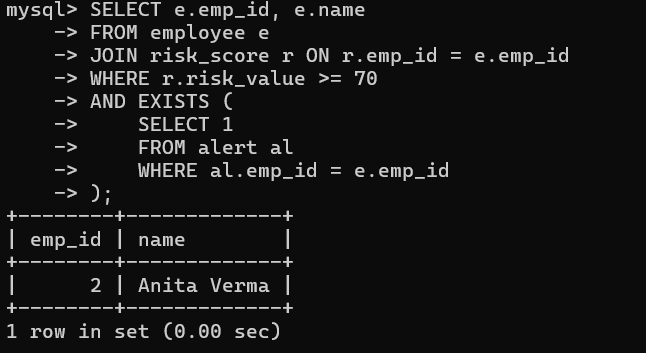 mysql> SELECT e.emp_id, e.name
    -> FROM employee e
    -> JOIN risk_score r ON r.emp_id = e.emp_id
    -> WHERE r.risk_value >= 70
    -> AND EXISTS (
    ->     SELECT 1
    ->     FROM alert al
    ->     WHERE al.emp_id = e.emp_id
    -> );
+--------+-------------+
| emp_id | name        |
+--------+-------------+
|      2 | Anita Verma |
+--------+-------------+
1 row in set (0.00 sec)